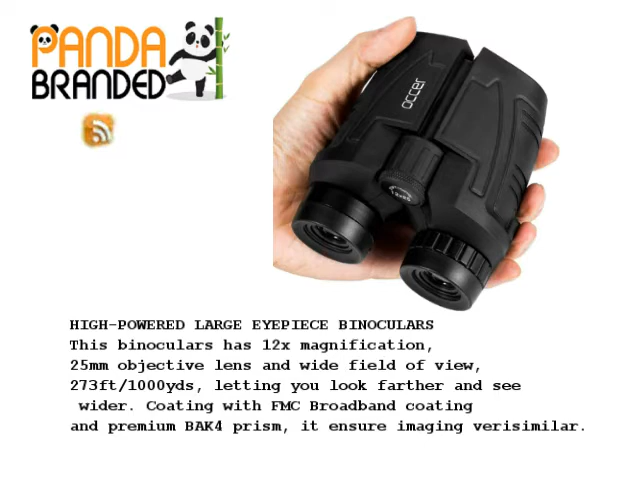 PANDA
BRANDED
occer
12x25
HIGH-POWERED LARGE EYEPIECE BINOCULARS
This binoculars has 12x magnification,
25mm objective lens and wide field of view,
273ft/1000yds, letting you look farther and see
wider. Coating with FMC Broadband coating
and premium BAK4 prism, it ensure imaging verisimilar.